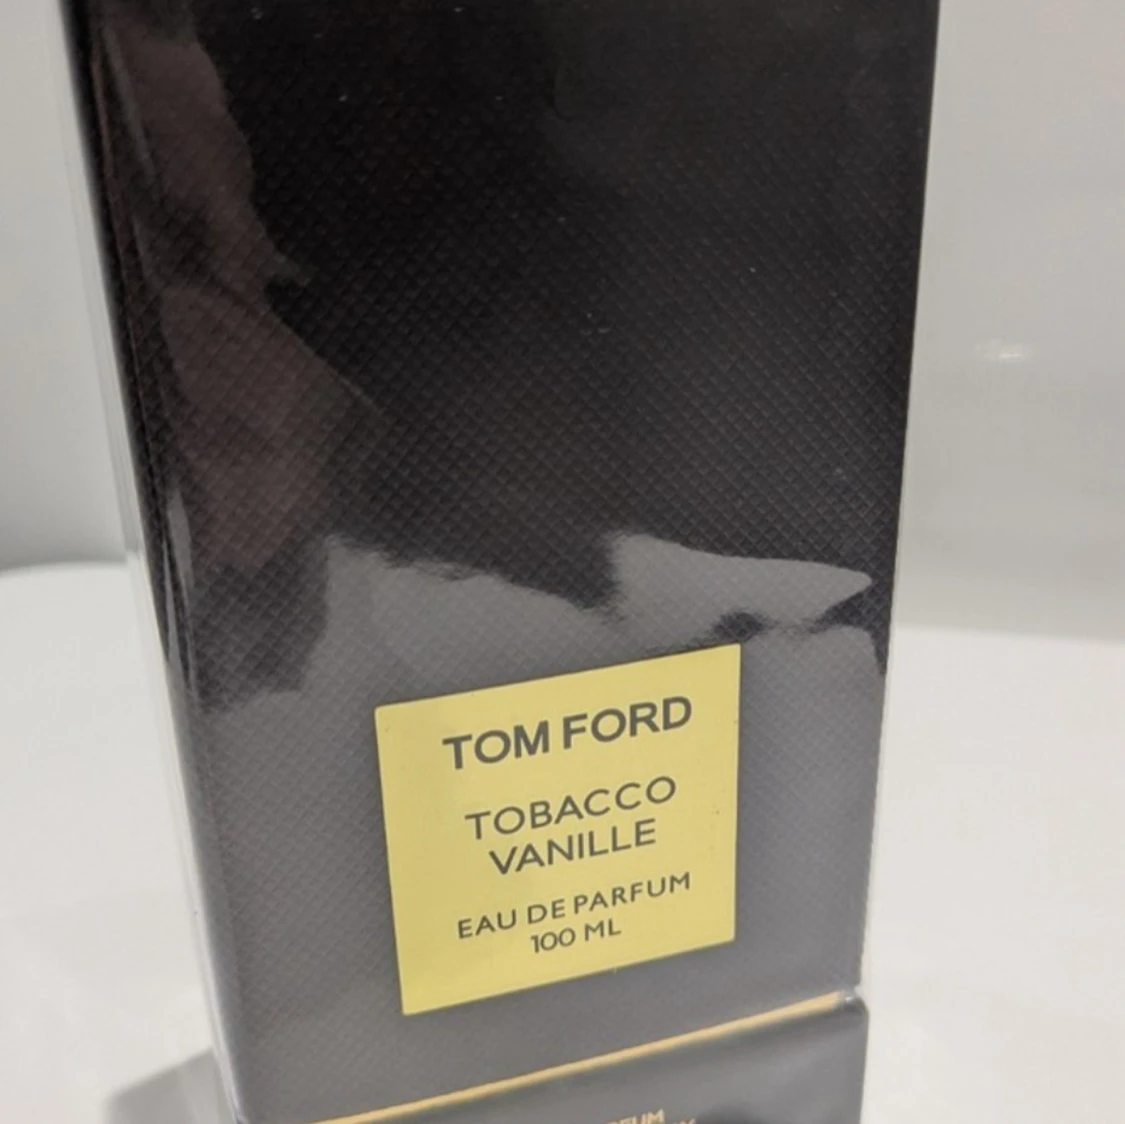 TOM FORD
TOBACCO
VANILLE
EAU DE PARFUM
100 ML